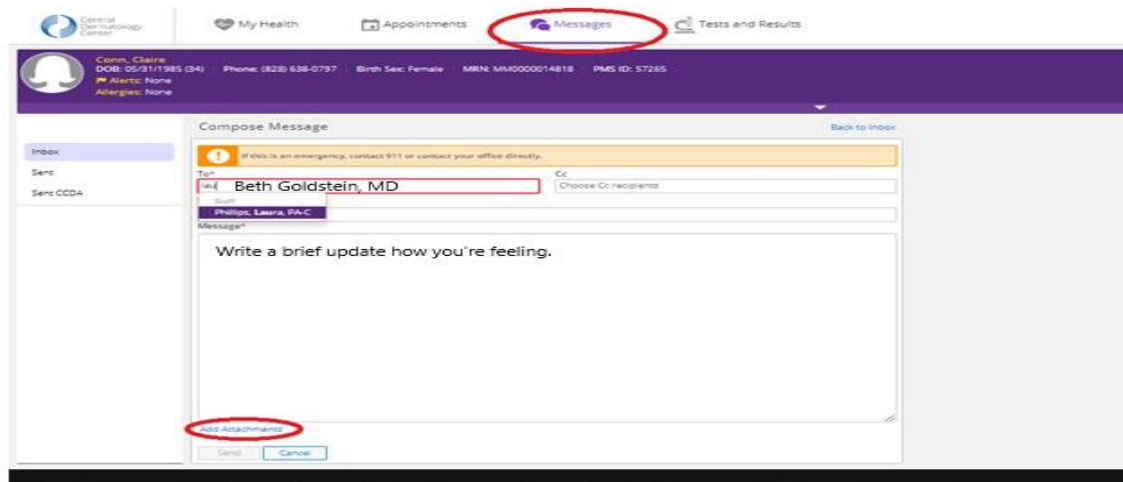 Central
Dermatology
Center
My Health
Appointments
Messages
Tests and Results
Conn, Claire
DOB: 05/31/1985 (34) Phone: (828) 638-0797 Birth Sex: Female MRN: MM0000014818 PMS ID: 57265
Alerts: None
Allergies: None
Compose Message
Back to Inbox
Inbox
Sent
Sent CCDA
If this is an emergency, contact 911 or contact your office directly.
To*
Cc
lau Beth Goldstein, MD
Choose Cc recipients
Staff
Phillips, Laura, PA-C
Message*
Write a brief update how you're feeling.
Add Attachments
Send
Cancel